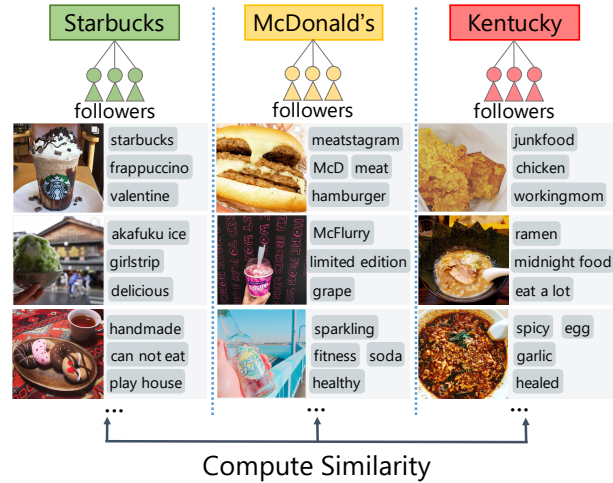 Starbucks
McDonald's
Kentucky
followers
followers
followers
starbucks
frappuccino
valentine
meatstagram
McD meat
hamburger
junkfood
chicken
workingmom
akafuku ice
girlstrip
delicious
McFlurry
limited edition
grape
ramen
midnight food
eat a lot
handmade
can not eat
play house
sparkling
fitness soda
healthy
spicy egg
garlic
healed
...
...
...
Compute Similarity